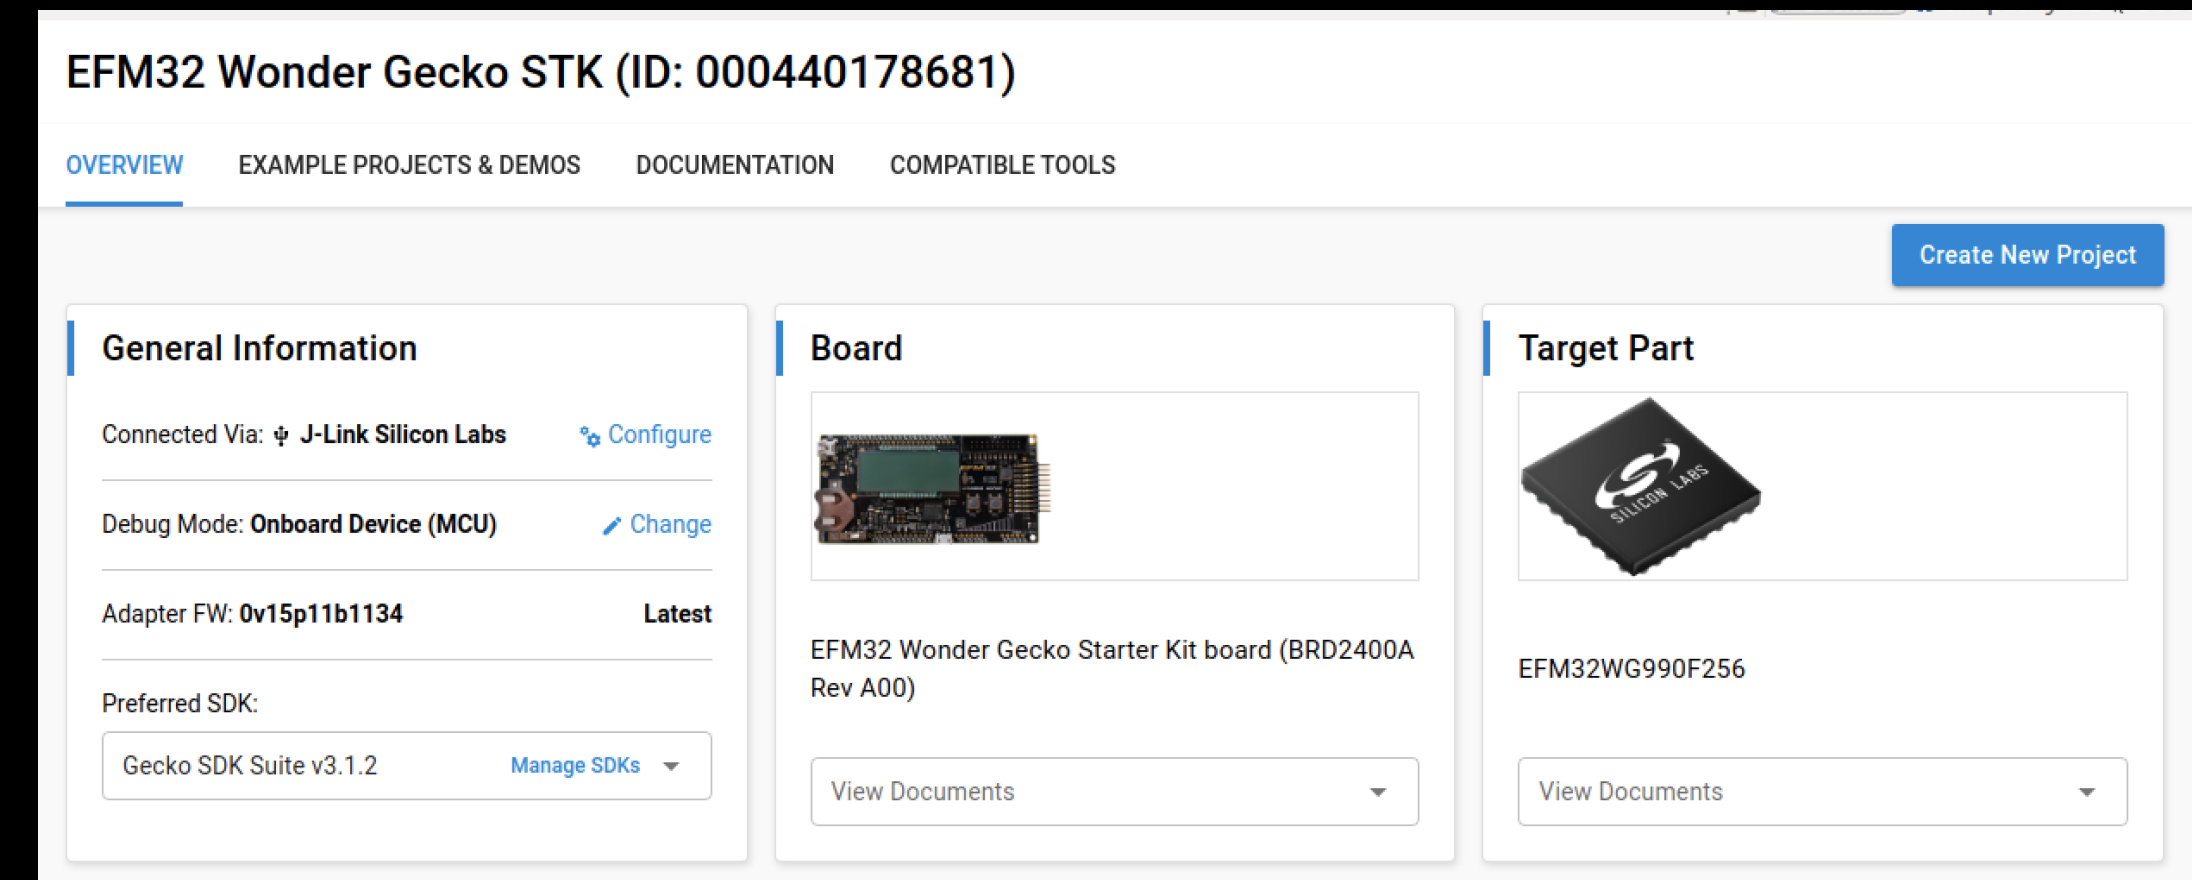 EFM32 Wonder Gecko STK (ID: 000440178681)
OVERVIEW EXAMPLE PROJECTS & DEMOS DOCUMENTATION COMPATIBLE TOOLS
Create New Project
General Information
Connected Via: J-Link Silicon Labs Configure
Debug Mode: Onboard Device (MCU) Change
Adapter FW: 0v15p11b1134 Latest
Preferred SDK:
Gecko SDK Suite v3.1.2 Manage SDKs
Board
EFM32 Wonder Gecko Starter Kit board (BRD2400A
Rev A00)
View Documents
Target Part
SILICON LABS
EFM32WG990F256
View Documents